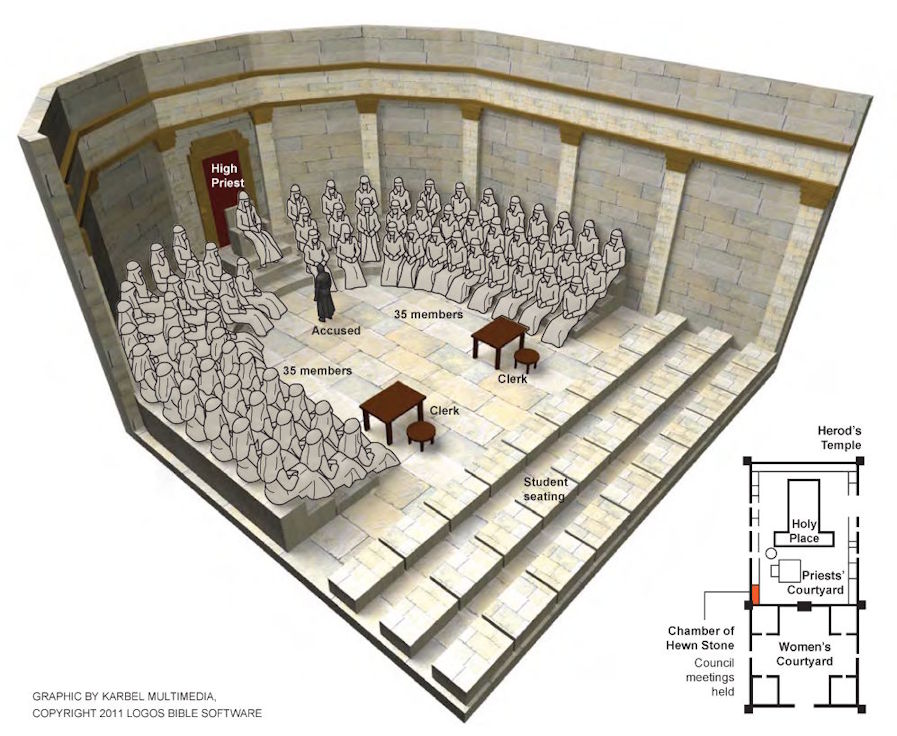 High
Priest
35 members
Accused
35 members
Clerk
Clerk
Student
seating
Herod’s
Temple
Holy
Place
Priests’
Courtyard
Chamber of
Hewn Stone
Council
meetings
held
Women’s
Courtyard
GRAPHIC BY KARBEL MULTIMEDIA,
COPYRIGHT 2011 LOGOS BIBLE SOFTWARE